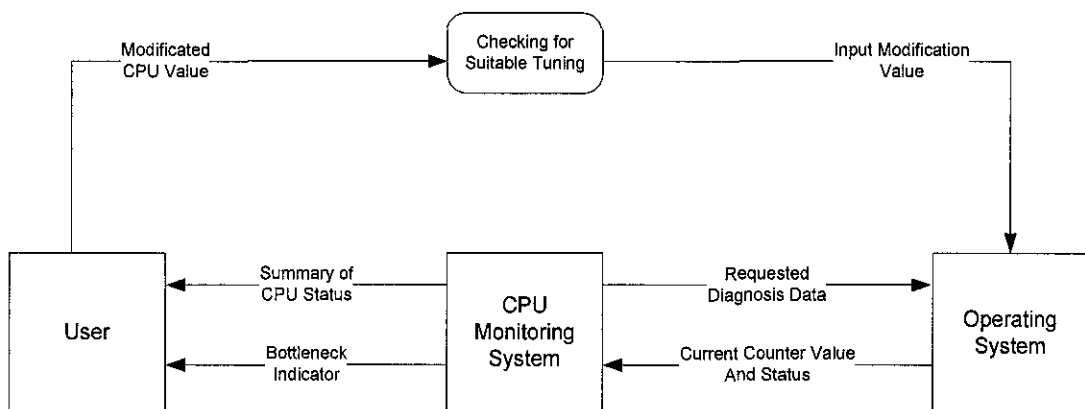 Modificated
CPU Value
Checking for
Suitable Tuning
Input Modification
Value
User
Summary of
CPU Status
Bottleneck
Indicator
CPU
Monitoring
System
Requested
Diagnosis Data
Current Counter Value
And Status
Operating
System